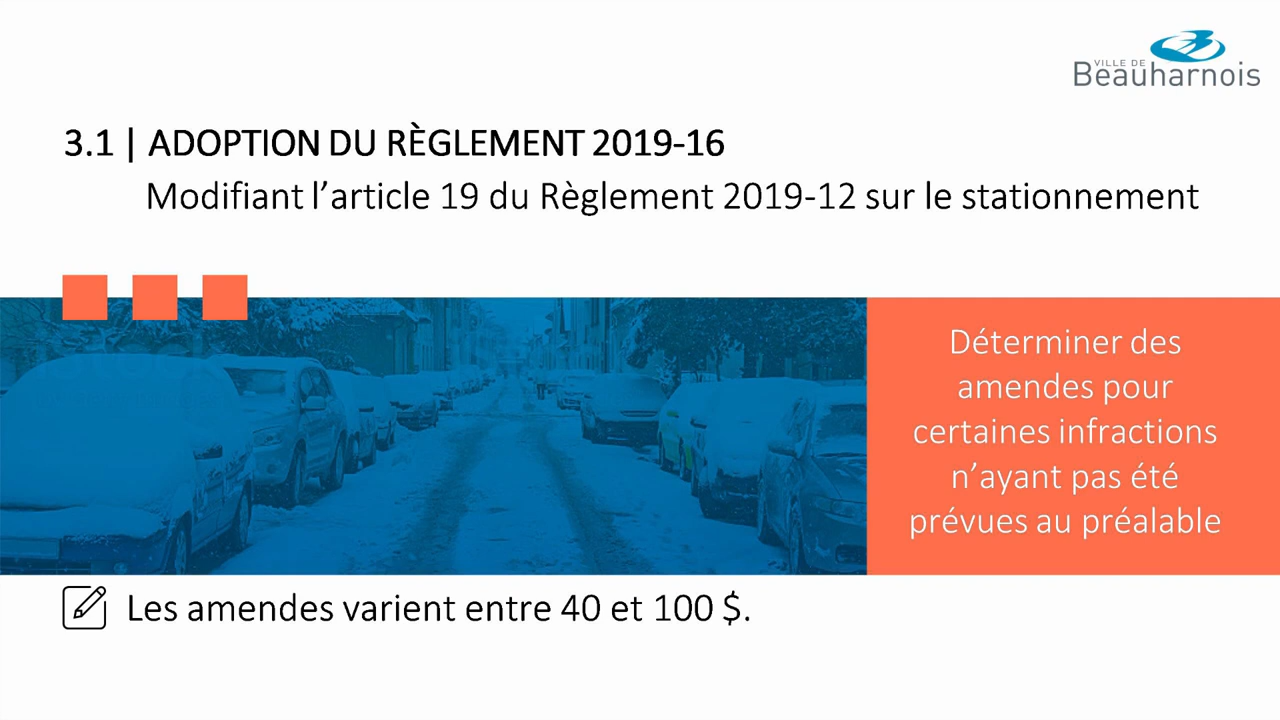 VILLE DE
Beauharnois
3.1 | ADOPTION DU RÈGLEMENT 2019-16
Modifiant l’article 19 du Règlement 2019-12 sur le stationnement
Déterminer des
amendes pour
certaines infractions
n’ayant pas été
prévues au préalable
Les amendes varient entre 40 et 100 $.